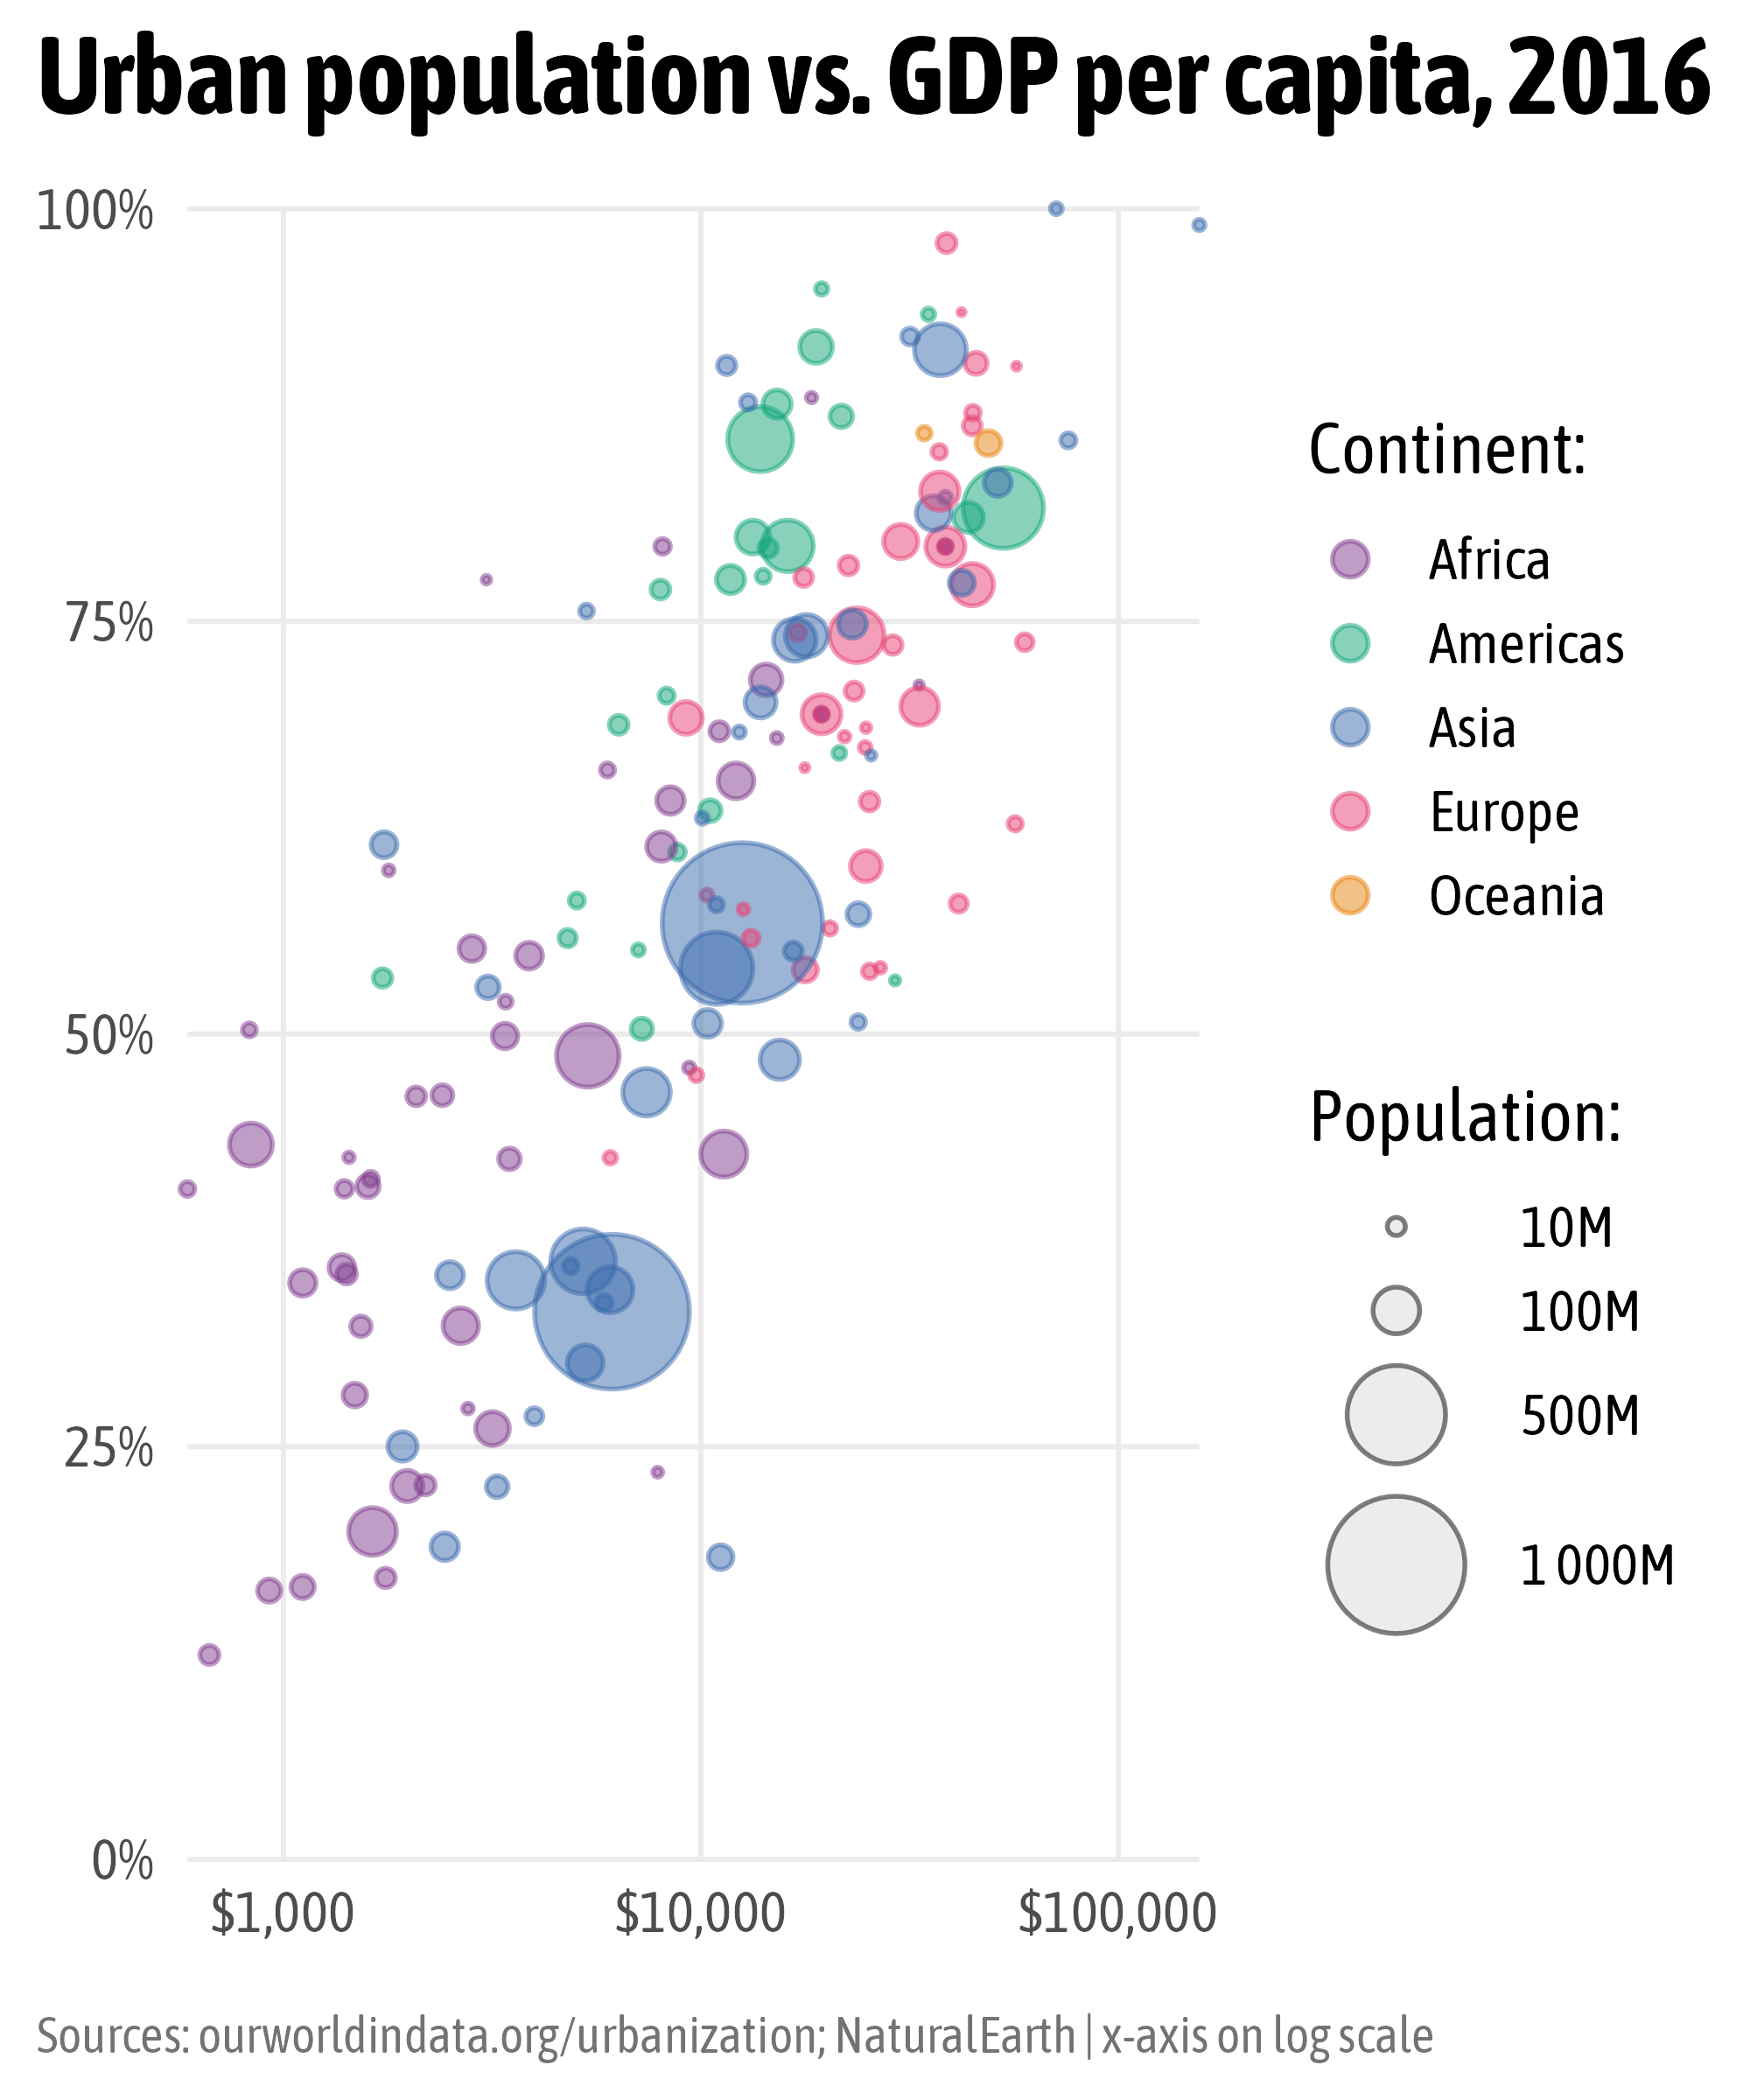 Urban population vs. GDP per capita, 2016
100%
75%
50%
25%
0%
$1,000
$10,000
$100,000
Continent:
Africa
Americas
Asia
Europe
Oceania
Population:
10M
100M
500M
1 000M
Sources: ourworldindata.org/urbanization; NaturalEarth | x-axis on log scale